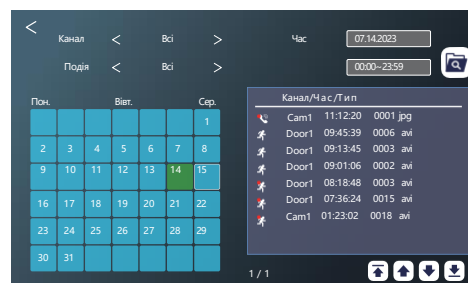 Канал < Всі > Час 07.14.2023
Подія < Всі > 00:00~23:59
Пон. Вівт. Сер.
Канал/Час/Тип
1
2 3 4 5 6 7 8
9 10 11 12 13 14 15
16 17 18 19 20 21 22
23 24 25 26 27 28 29
30 31
Cam1 11:12:20 0001 jpg
Door1 09:45:39 0006 avi
Door1 09:13:45 0003 avi
Door1 09:01:06 0002 avi
Door1 08:18:48 0003 avi
Door1 07:36:24 0015 avi
Cam1 01:23:02 0018 avi
1 / 1